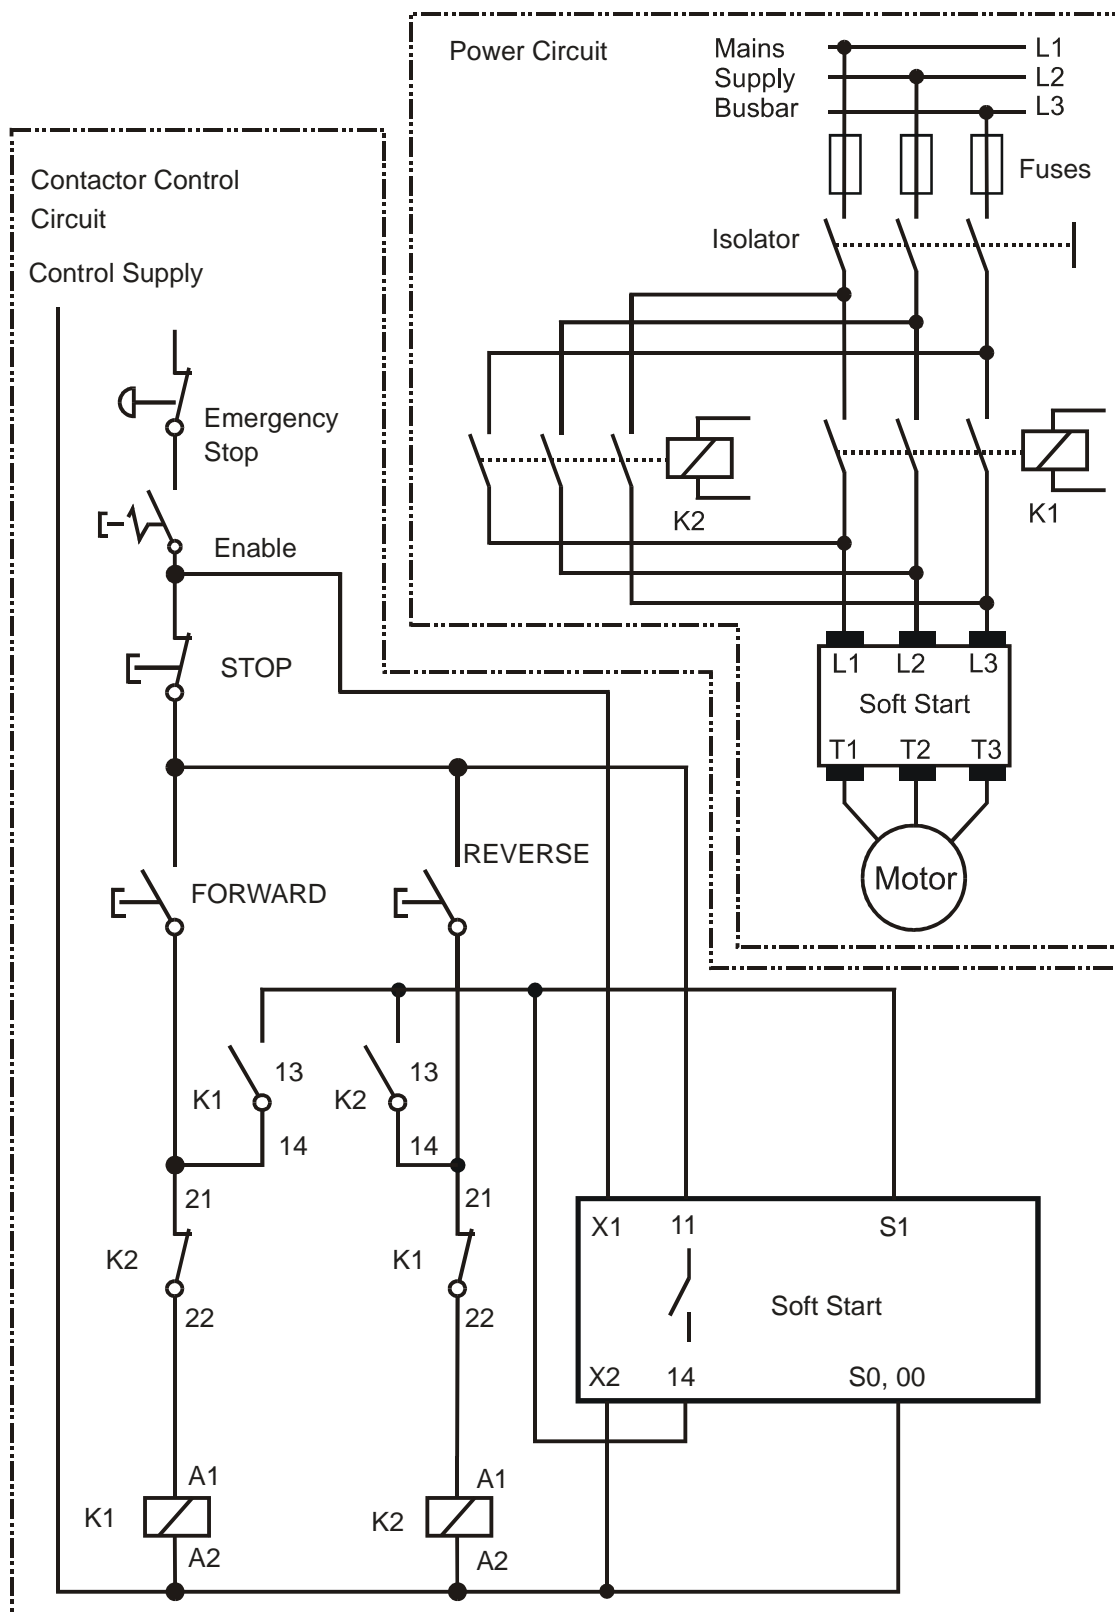 Power Circuit
Mains
Supply
Busbar
L1
L2
L3
Fuses
Isolator
K2
K1
L1 L2 L3
Soft Start
T1 T2 T3
Motor
Contactor Control
Circuit
Control Supply
Emergency
Stop
Enable
STOP
REVERSE
FORWARD
13
K1
14
13
K2
14
21
K2
22
21
K1
22
X1 11 S1
Soft Start
X2 14 S0, 00
A1
K1
A2
A1
K2
A2